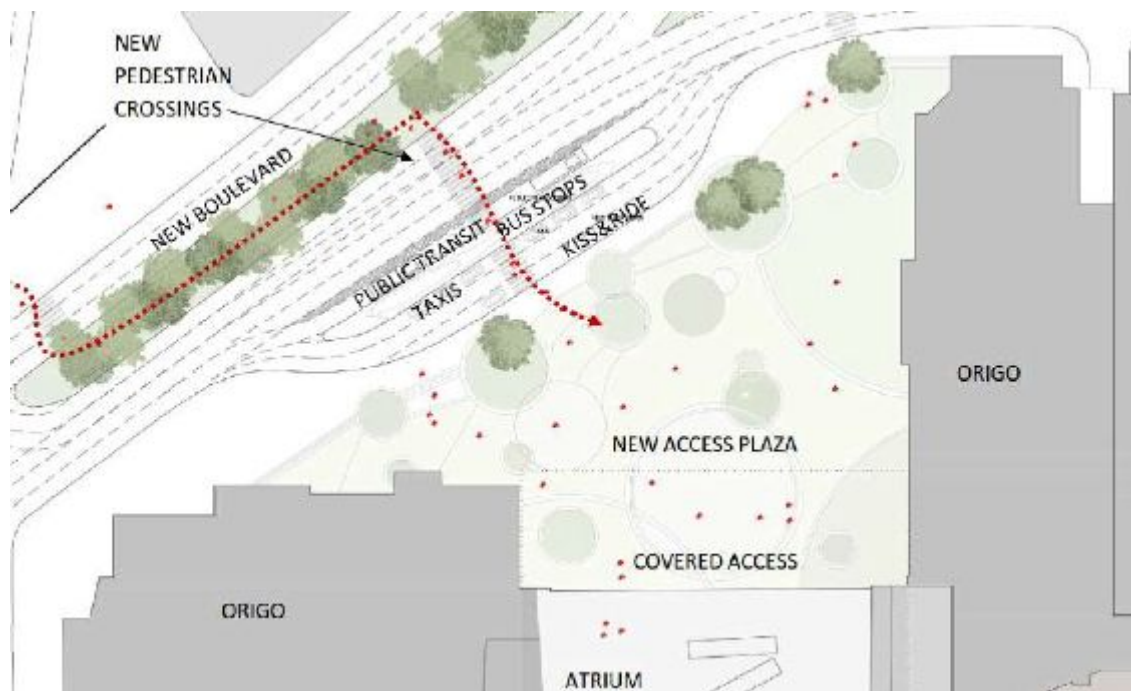 NEW
PEDESTRIAN
CROSSINGS
NEW BOULEVARD
PUBLIC TRANSIT
BUS STOPS
TAXIS
KISS&RIDE
ORIGO
NEW ACCESS PLAZA
COVERED ACCESS
ORIGO
ATRIUM